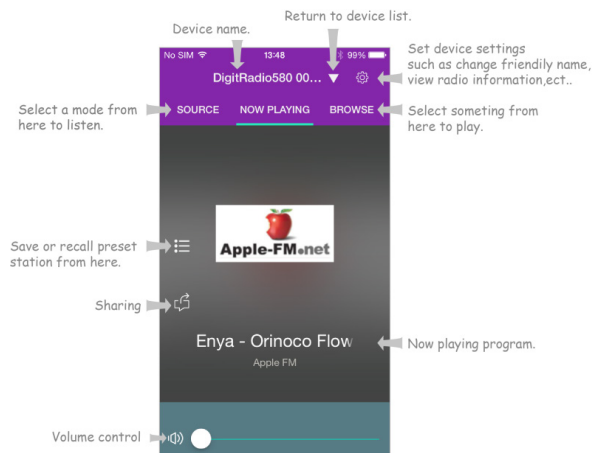 Return to device list.
Device name.
No SIM 13:48 99%
DigitRadio580 00...
Set device settings
such as change friendily name,
view radio information,ect..
Select a mode from
here to listen.
SOURCE NOW PLAYING BROWSE
Select someting from
here to play.
Apple-FM.net
Save or recall preset
station from here.
Sharing
Enya - Orinoco Flow
Now playing program.
Apple FM
Volume control